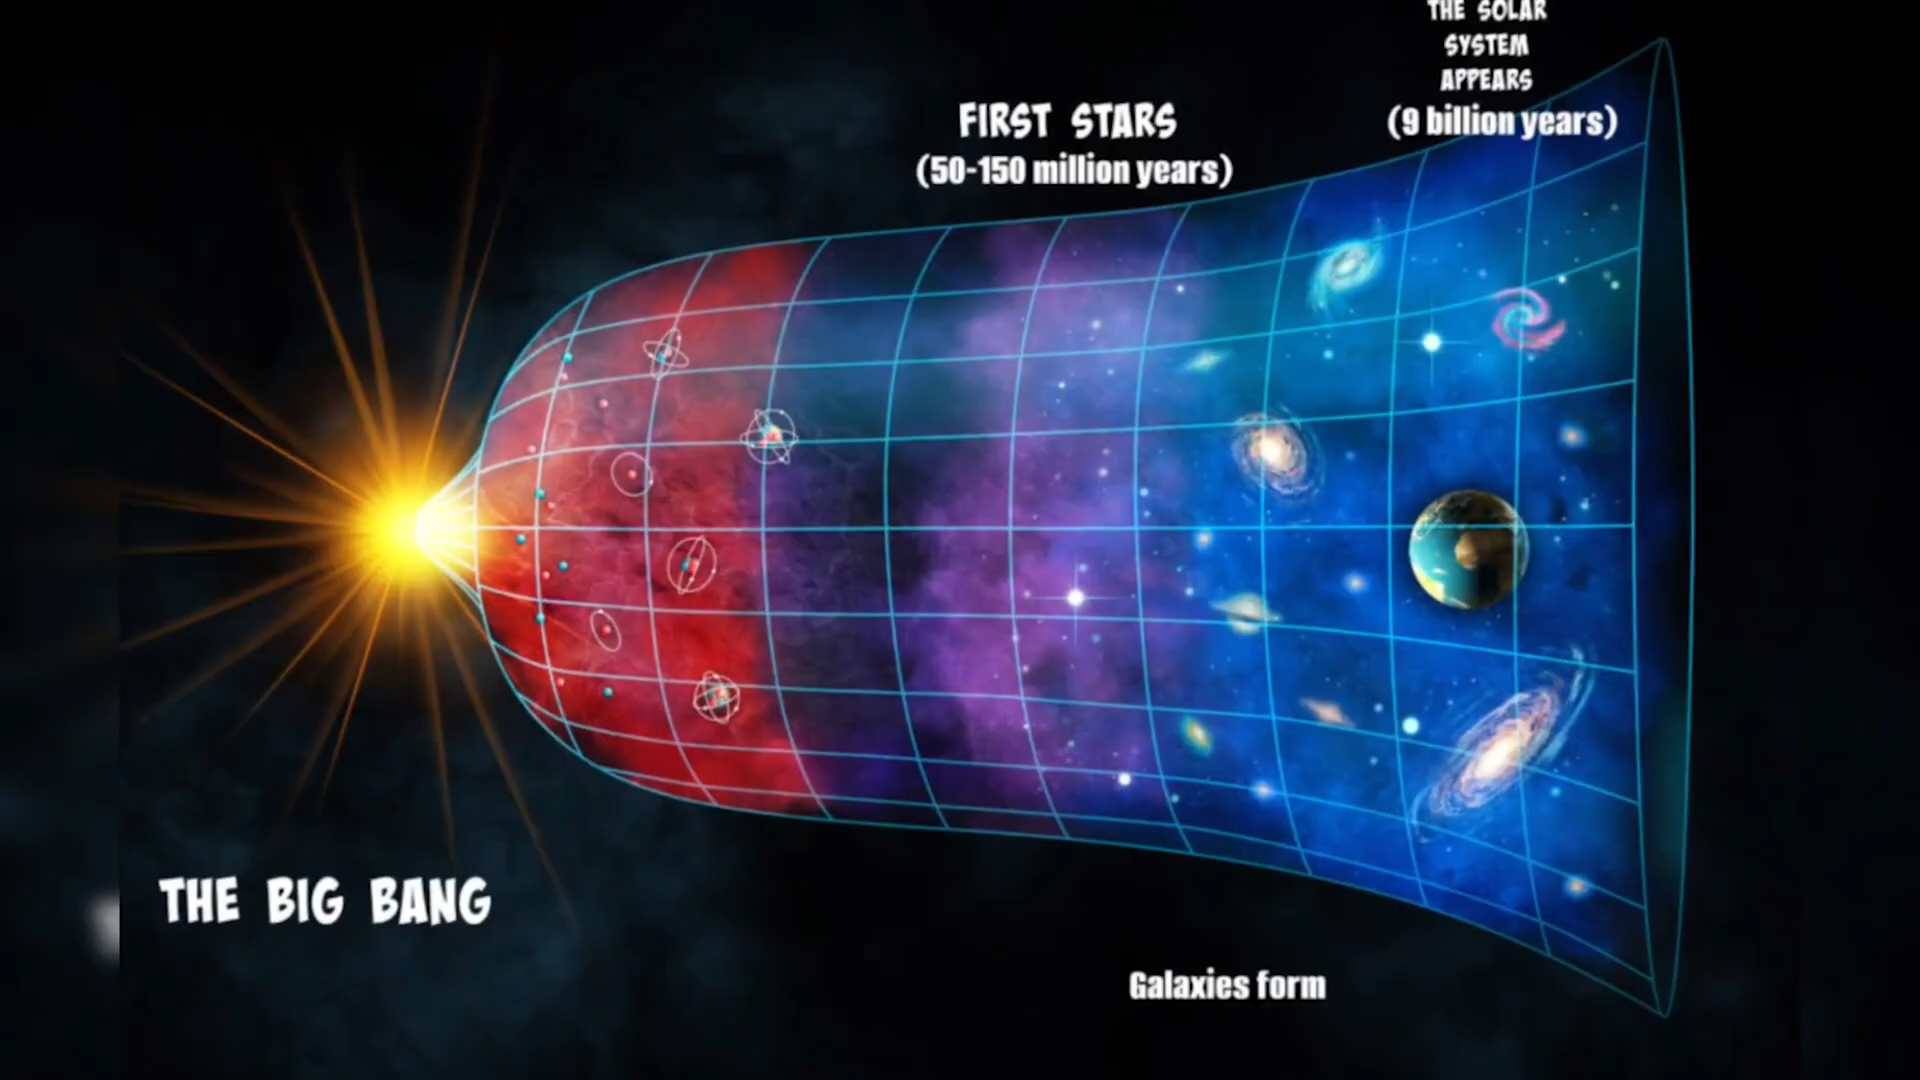 THE SOLAR
SYSTEM
APPEARS
(9 billion years)
FIRST STARS
(50-150 million years)
THE BIG BANG
Galaxies form